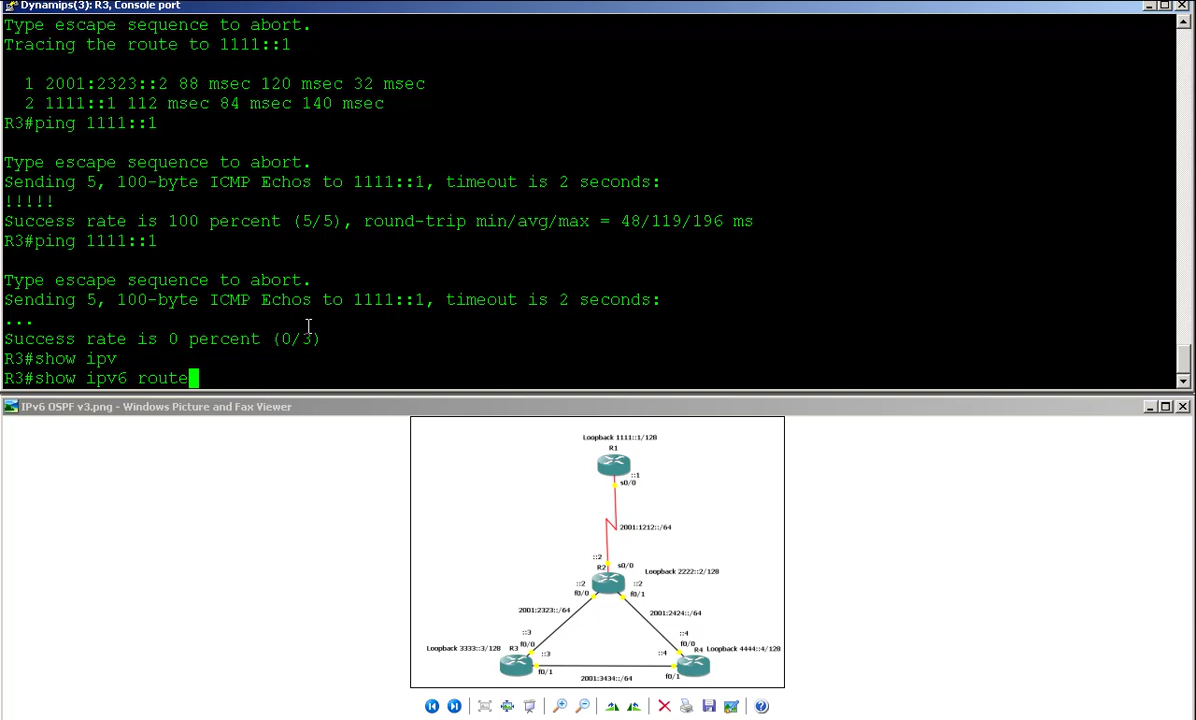 Dynamips(3): R3, Console port
Type escape sequence to abort.
Tracing the route to 1111::1
1 2001:2323::2 88 msec 120 msec 32 msec
2 1111::1 112 msec 84 msec 140 msec
R3#ping 1111::1
Type escape sequence to abort.
Sending 5, 100-byte ICMP Echos to 1111::1, timeout is 2 seconds:
!!!!!
Success rate is 100 percent (5/5), round-trip min/avg/max = 48/119/196 ms
R3#ping 1111::1
Type escape sequence to abort.
Sending 5, 100-byte ICMP Echos to 1111::1, timeout is 2 seconds:
...
Success rate is 0 percent (0/3)
R3#show ipv
R3#show ipv6 route
IPv6 OSPF v3.png - Windows Picture and Fax Viewer
Loopback 1111::1/128
R1
::1
s0/0
2001:1212::/64
::2
R2
s0/0
Loopback 2222::2/128
::2
::2
f0/0
f0/1
2001:2323::/64
2001:2424::/64
::3
::4
f0/0
f0/0
Loopback 3333::3/128
R3
::3
::4
R4
Loopback 4444::4/128
f0/1
f0/1
2001:3434::/64